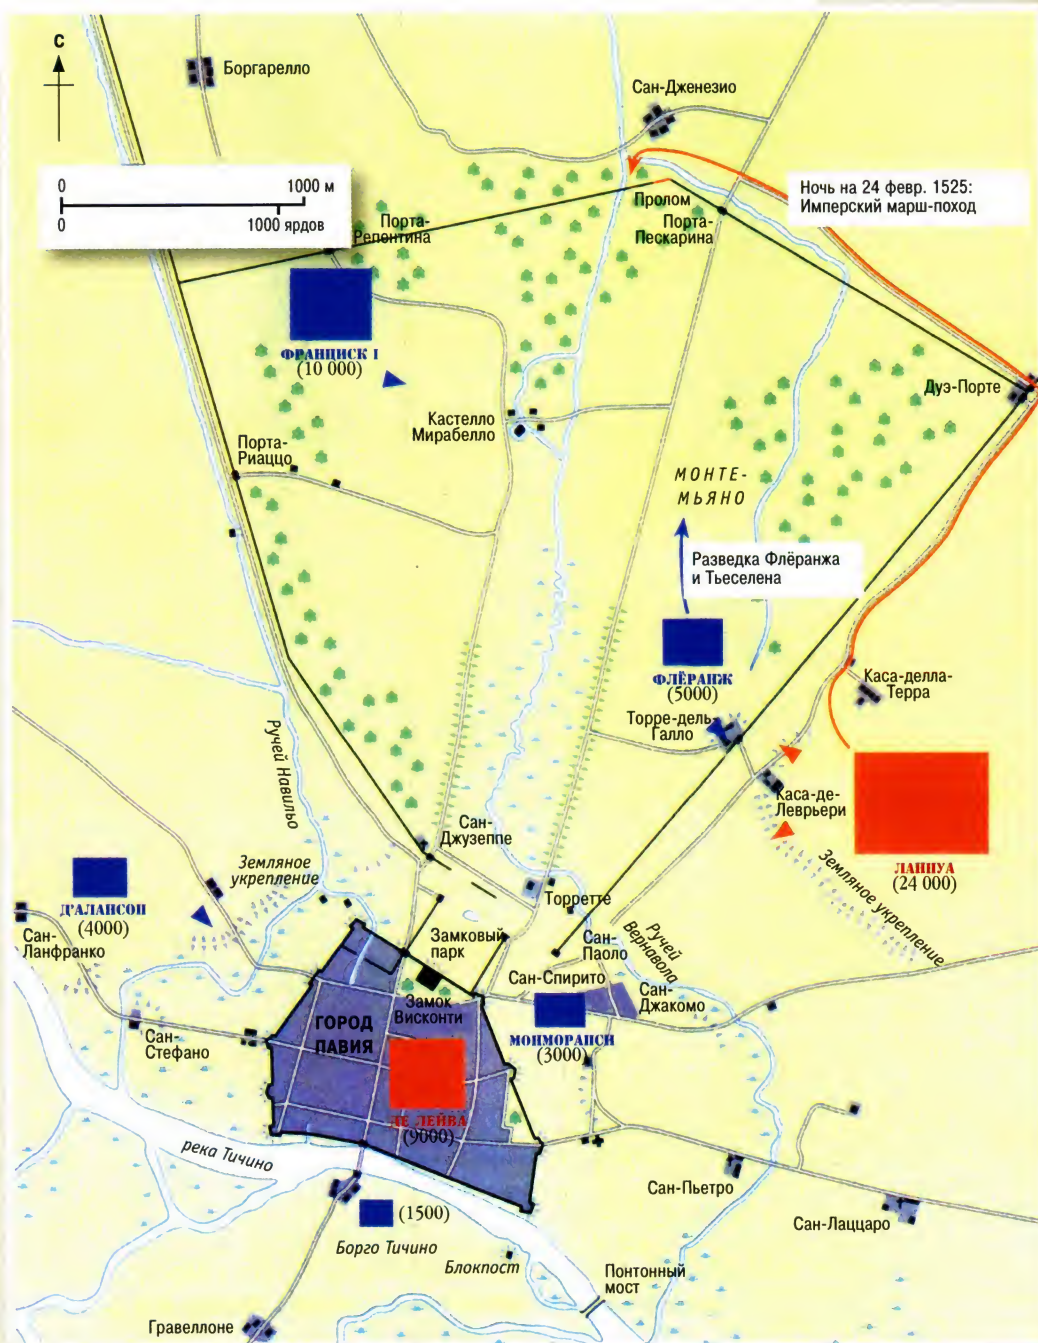 С
Боргарелло
Сан-Дженезио
0 1000 м
0 1000 ярдов
Ночь на 24 февр. 1525:
Имперский марш-поход
Пролом
Порта-
Репентина
Порта-
Пескарина
ФРАНЦИСК I
(10 000)
Дуэ-Порте
Кастелло
Мирабелло
Порта-
Риаццо
МОНТЕ-
МЬЯНО
Разведка Флёранжа
и Тьеселена
ФЛЁРАНЖ
(5000)
Каса-делла-
Терра
Торре-дель-
Галло
Ручей Навильо
Каса-де-
Леврьери
Сан-
Джузеппе
Земляное
укрепление
ЛАННУА
(24 000)
Земляное укрепление
Д'АЛАНСОН
(4000)
Торретте
Сан-
Ланфранко
Замковый
парк
Сан-
Паоло
Ручей
Вернавола
Сан-Спирито
Сан-
Джакомо
Замок
Висконти
ГОРОД
ПАВИЯ
Сан-
Стефано
МОНМОРАНСИ
(3000)
ДЕ ЛЕЙВА
(9000)
река Тичино
Сан-Пьетро
(1500)
Сан-Лаццаро
Борго Тичино
Блокпост
Понтонный
мост
Гравеллоне